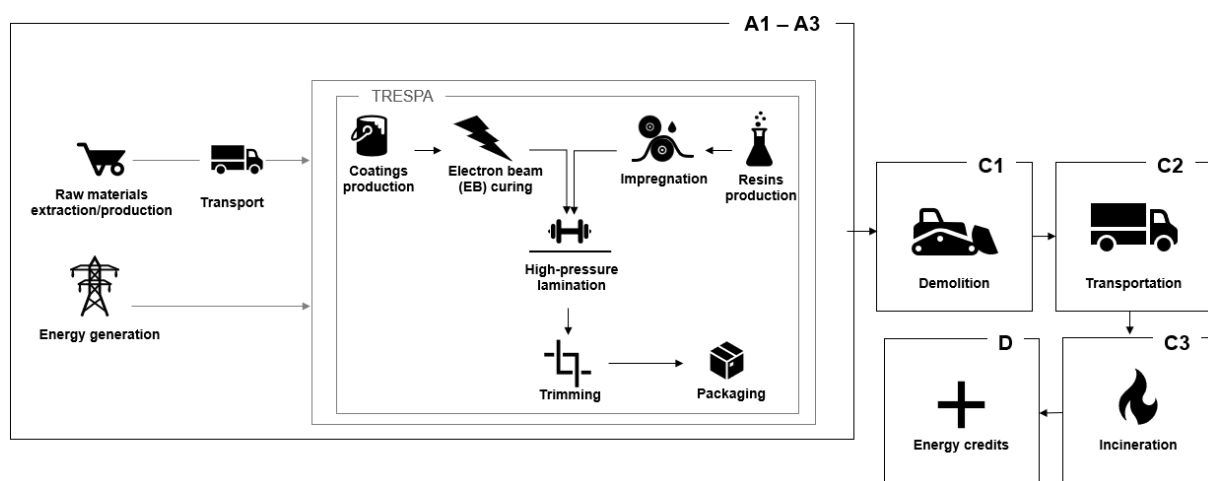 A1 – A3
TRESPA
Raw materials
extraction/production
Transport
Energy generation
Coatings
production
Electron beam
(EB) curing
Impregnation
Resins
production
High-pressure
lamination
Trimming
Packaging
C1
Demolition
C2
Transportation
C3
Incineration
D
Energy credits